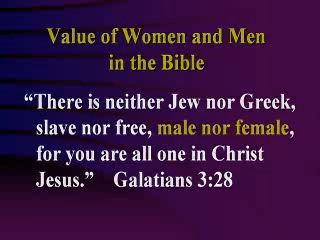 Value of Women and Men
in the Bible
“There is neither Jew nor Greek,
slave nor free, male nor female,
for you are all one in Christ
Jesus.” Galatians 3:28